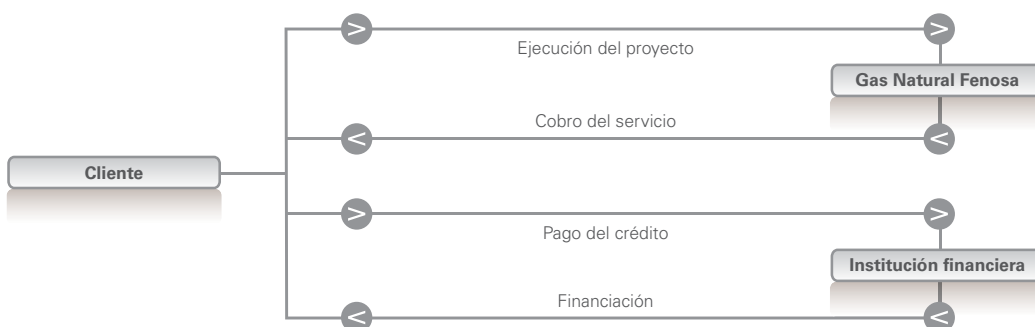 Ejecución del proyecto
Gas Natural Fenosa
Cobro del servicio
Cliente
Pago del crédito
Institución financiera
Financiación